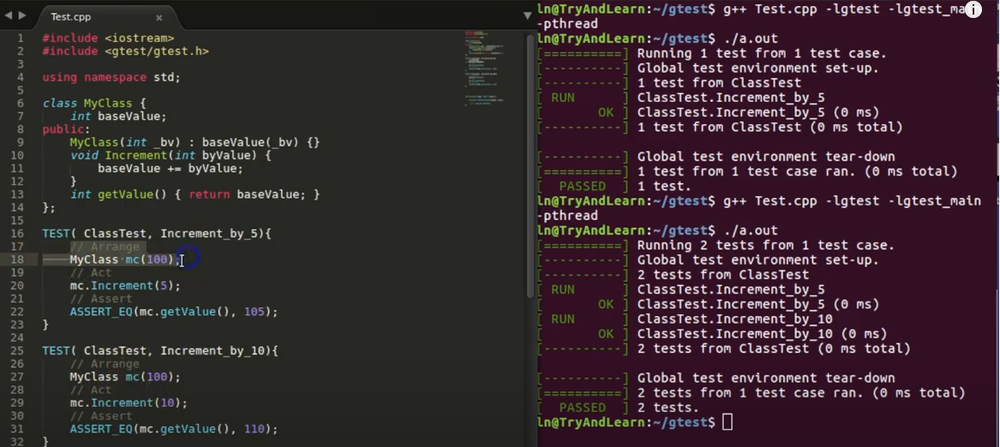 Test.cpp ×
1 #include <iostream>
2 #include <gtest/gtest.h>
3
4 using namespace std;
5
6 class MyClass {
7 int baseValue;
8 public:
9 MyClass(int _bv) : baseValue(_bv) {}
10 void Increment(int byValue) {
11 baseValue += byValue;
12 }
13 int getValue() { return baseValue; }
14 };
15
16 TEST( ClassTest, Increment_by_5){
17 // Arrange
18 MyClass mc(100);
19 // Act
20 mc.Increment(5);
21 // Assert
22 ASSERT_EQ(mc.getValue(), 105);
23 }
24
25 TEST( ClassTest, Increment_by_10){
26 // Arrange
27 MyClass mc(100);
28 // Act
29 mc.Increment(10);
30 // Assert
31 ASSERT_EQ(mc.getValue(), 110);
32 }
ln@TryAndLearn:~/gtest$ g++ Test.cpp -lgtest -lgtest_ma
-pthread
ln@TryAndLearn:~/gtest$ ./a.out
[==========] Running 1 test from 1 test case.
[----------] Global test environment set-up.
[----------] 1 test from ClassTest
[ RUN      ] ClassTest.Increment_by_5
[       OK ] ClassTest.Increment_by_5 (0 ms)
[----------] 1 test from ClassTest (0 ms total)
[----------] Global test environment tear-down
[==========] 1 test from 1 test case ran. (0 ms total)
[  PASSED  ] 1 test.
ln@TryAndLearn:~/gtest$ g++ Test.cpp -lgtest -lgtest_main
-pthread
ln@TryAndLearn:~/gtest$ ./a.out
[==========] Running 2 tests from 1 test case.
[----------] Global test environment set-up.
[----------] 2 tests from ClassTest
[ RUN      ] ClassTest.Increment_by_5
[       OK ] ClassTest.Increment_by_5 (0 ms)
[ RUN      ] ClassTest.Increment_by_10
[       OK ] ClassTest.Increment_by_10 (0 ms)
[----------] 2 tests from ClassTest (0 ms total)
[----------] Global test environment tear-down
[==========] 2 tests from 1 test case ran. (0 ms total)
[  PASSED  ] 2 tests.
ln@TryAndLearn:~/gtest$